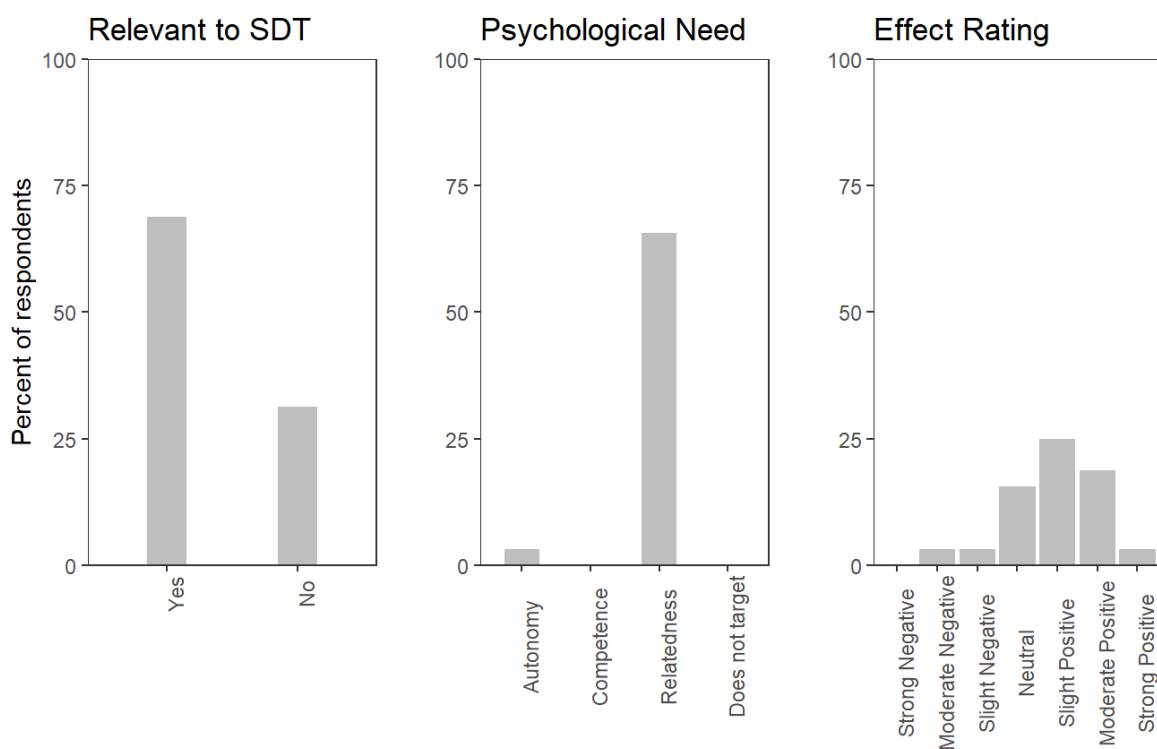 Relevant to SDT
Psychological Need
Effect Rating
Percent of respondents
100
75
50
25
0
Yes
No
100
75
50
25
0
Autonomy
Competence
Relatedness
Does not target
100
75
50
25
0
Strong Negative
Moderate Negative
Slight Negative
Neutral
Slight Positive
Moderate Positive
Strong Positive